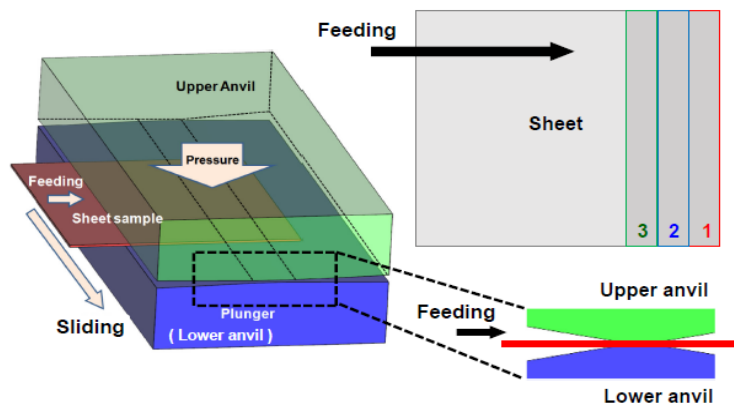 Upper Anvil
Pressure
Feeding
Sheet sample
Sliding
Plunger
( Lower anvil )
Feeding
Sheet
3 2 1
Upper anvil
Feeding
Lower anvil